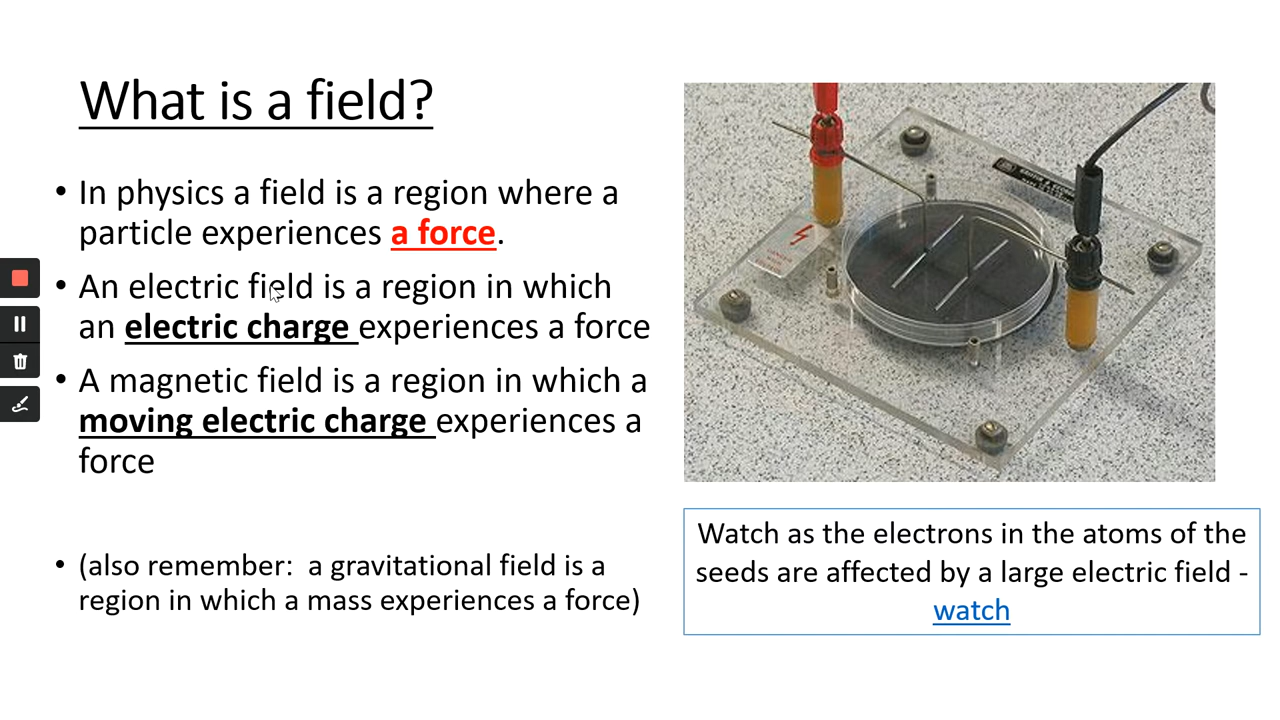 What is a field?
• In physics a field is a region where a
particle experiences a force.
• An electric field is a region in which
an electric charge experiences a force
• A magnetic field is a region in which a
moving electric charge experiences a
force
• (also remember:  a gravitational field is a
region in which a mass experiences a force)
Watch as the electrons in the atoms of the
seeds are affected by a large electric field -
watch